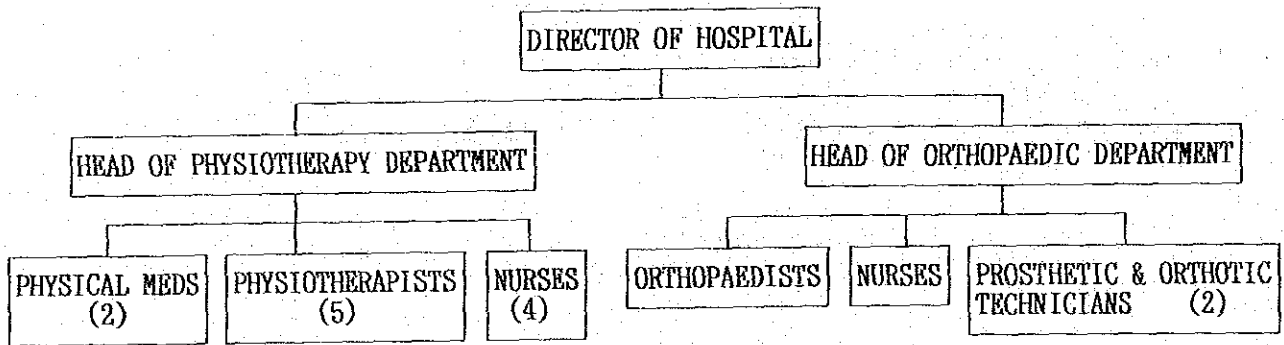 DIRECTOR OF HOSPITAL
HEAD OF PHYSIOTHERAPY DEPARTMENT
HEAD OF ORTHOPAEDIC DEPARTMENT
PHYSICAL MEDS
(2)
PHYSIOTHERAPISTS
(5)
NURSES
(4)
ORTHOPAEDISTS
NURSES
PROSTHETIC & ORTHOTIC
TECHNICIANS (2)